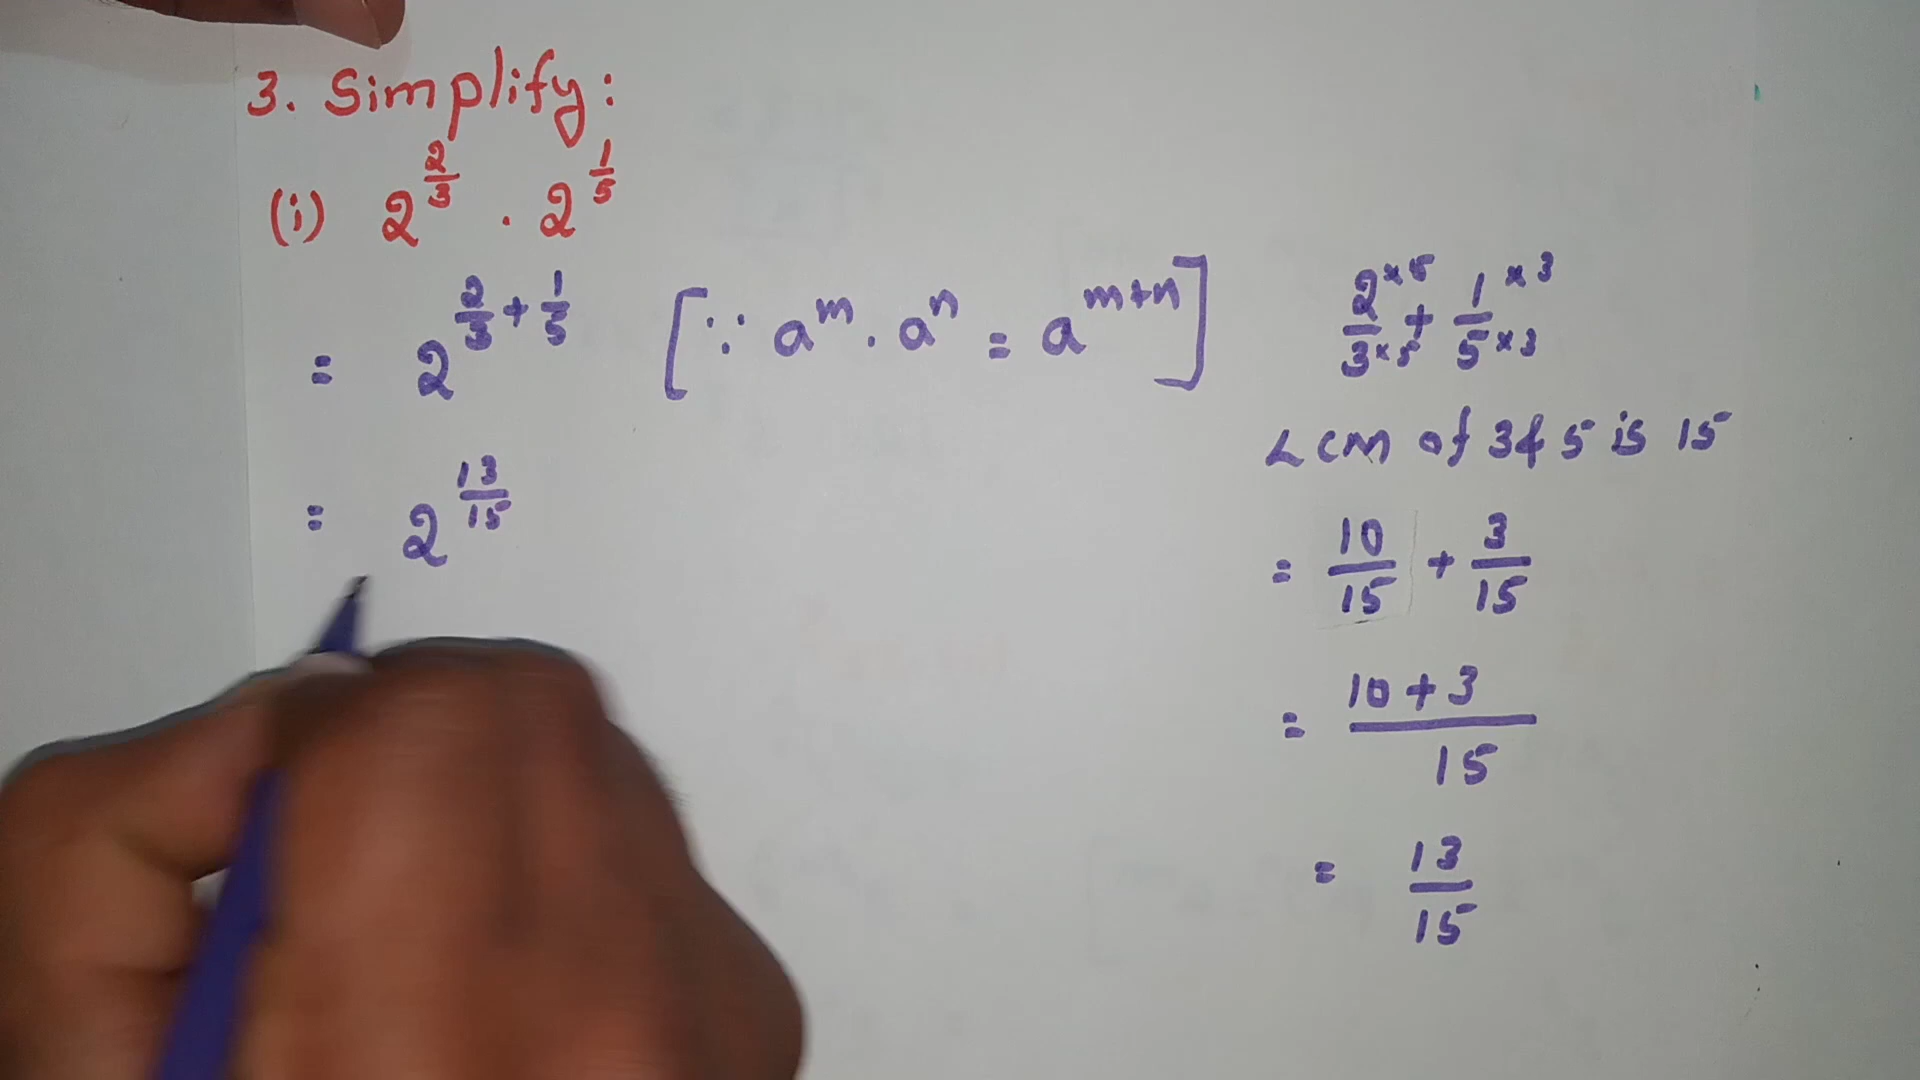 3. Simplify:
(i) 2^(2/3) . 2^(1/5)
= 2^(2/3 + 1/5) [∵ a^m . a^n = a^(m+n)]
= 2^(13/15)
2×5/3×5 + 1×3/5×3
LCM of 3 & 5 is 15
= 10/15 + 3/15
= 10+3/15
= 13/15